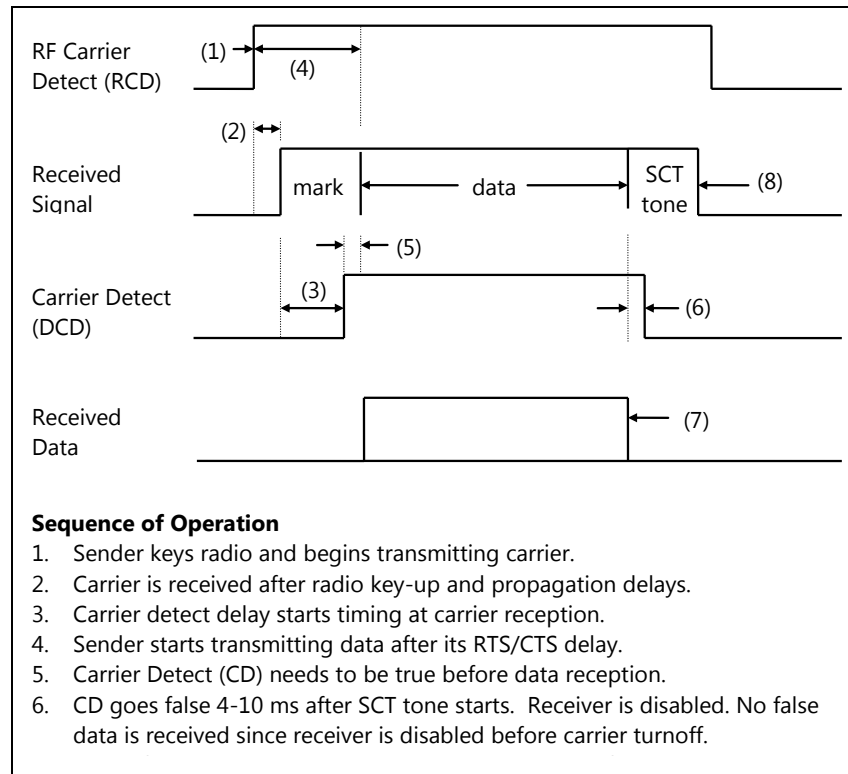 RF Carrier
Detect (RCD)
(1)
(4)
(2)
Received
Signal
mark
data
SCT
tone
(8)
(5)
Carrier Detect
(DCD)
(3)
(6)
Received
Data
(7)
Sequence of Operation
1. Sender keys radio and begins transmitting carrier.
2. Carrier is received after radio key-up and propagation delays.
3. Carrier detect delay starts timing at carrier reception.
4. Sender starts transmitting data after its RTS/CTS delay.
5. Carrier Detect (CD) needs to be true before data reception.
6. CD goes false 4-10 ms after SCT tone starts. Receiver is disabled. No false
data is received since receiver is disabled before carrier turnoff.